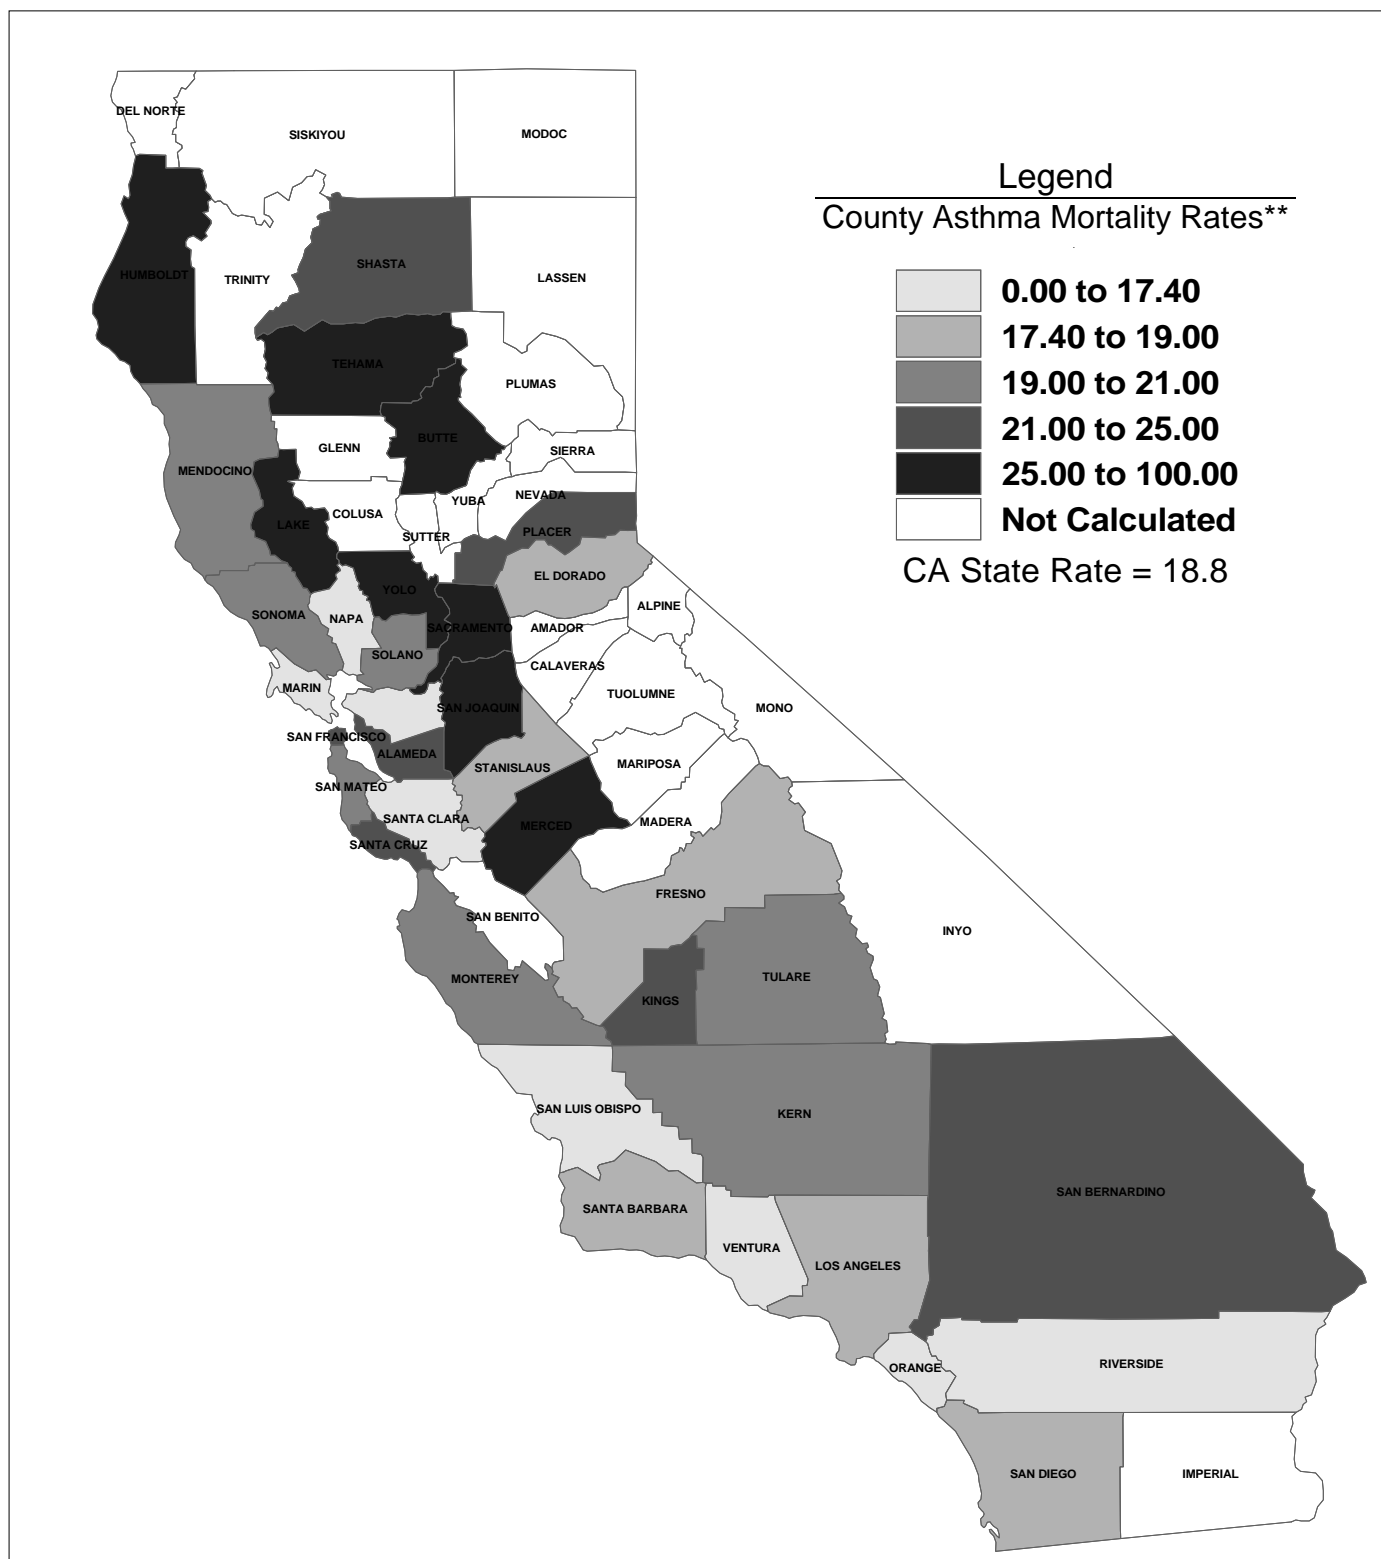 DEL NORTE
SISKIYOU
MODOC
Legend
County Asthma Mortality Rates**
HUMBOLDT
TRINITY
SHASTA
LASSEN
0.00 to 17.40
17.40 to 19.00
TEHAMA
PLUMAS
19.00 to 21.00
21.00 to 25.00
BUTTE
GLENN
SIERRA
MENDOCINO
25.00 to 100.00
NEVADA
YUBA
COLUSA
LAKE
Not Calculated
SUTTER
PLACER
CA State Rate = 18.8
EL DORADO
YOLO
ALPINE
SONOMA
NAPA
SACRAMENTO
AMADOR
SOLANO
CALAVERAS
MARIN
TUOLUMNE
SAN JOAQUIN
MONO
SAN FRANCISCO
ALAMEDA
STANISLAUS
MARIPOSA
SAN MATEO
SANTA CLARA
MERCED
MADERA
SANTA CRUZ
FRESNO
SAN BENITO
INYO
MONTEREY
TULARE
KINGS
SAN LUIS OBISPO
KERN
SAN BERNARDINO
SANTA BARBARA
VENTURA
LOS ANGELES
ORANGE
RIVERSIDE
SAN DIEGO
IMPERIAL